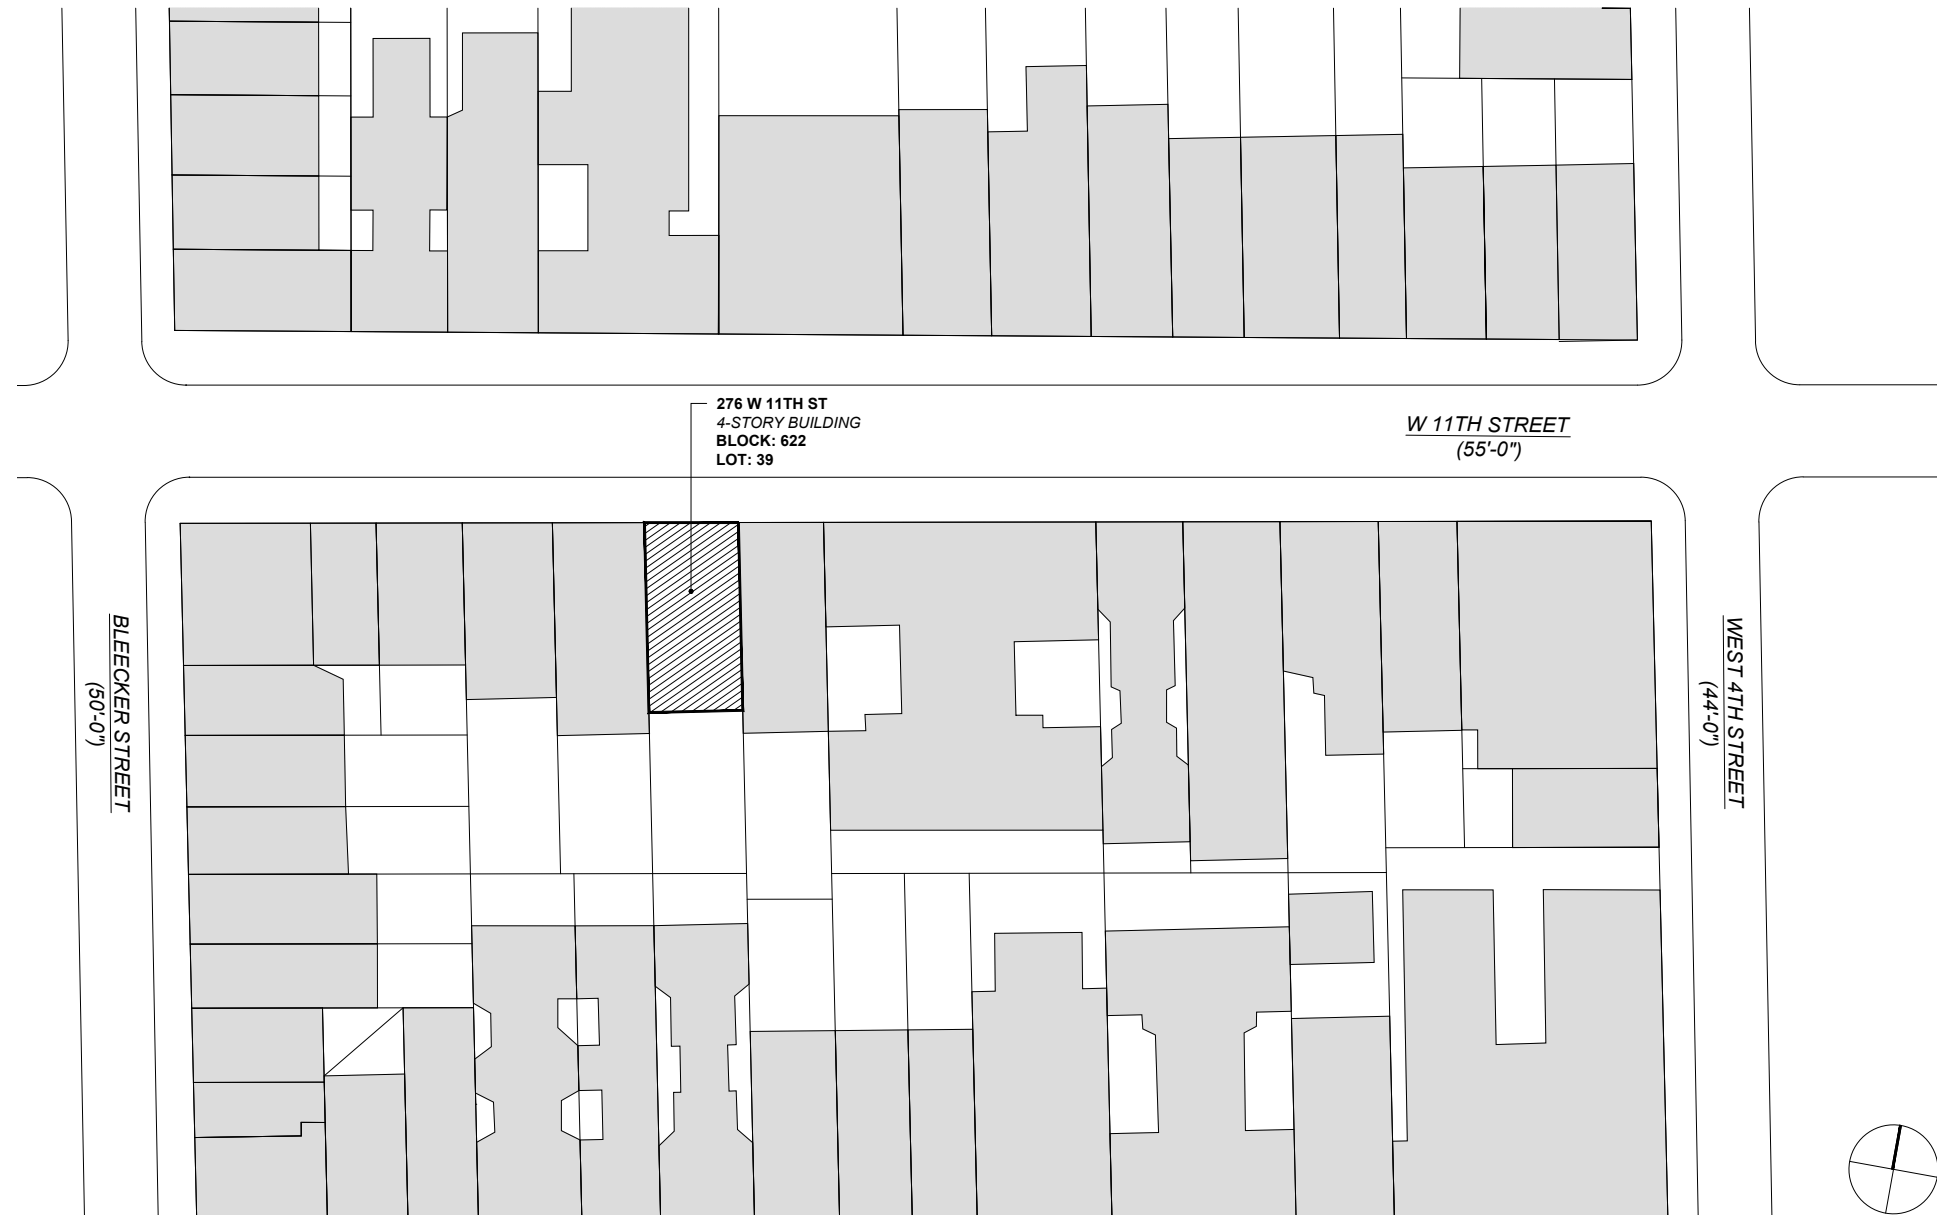 276 W 11TH ST
4-STORY BUILDING
BLOCK: 622
LOT: 39
W 11TH STREET
(55'-0")
BLEECKER STREET
(50'-0")
WEST 4TH STREET
(44'-0")